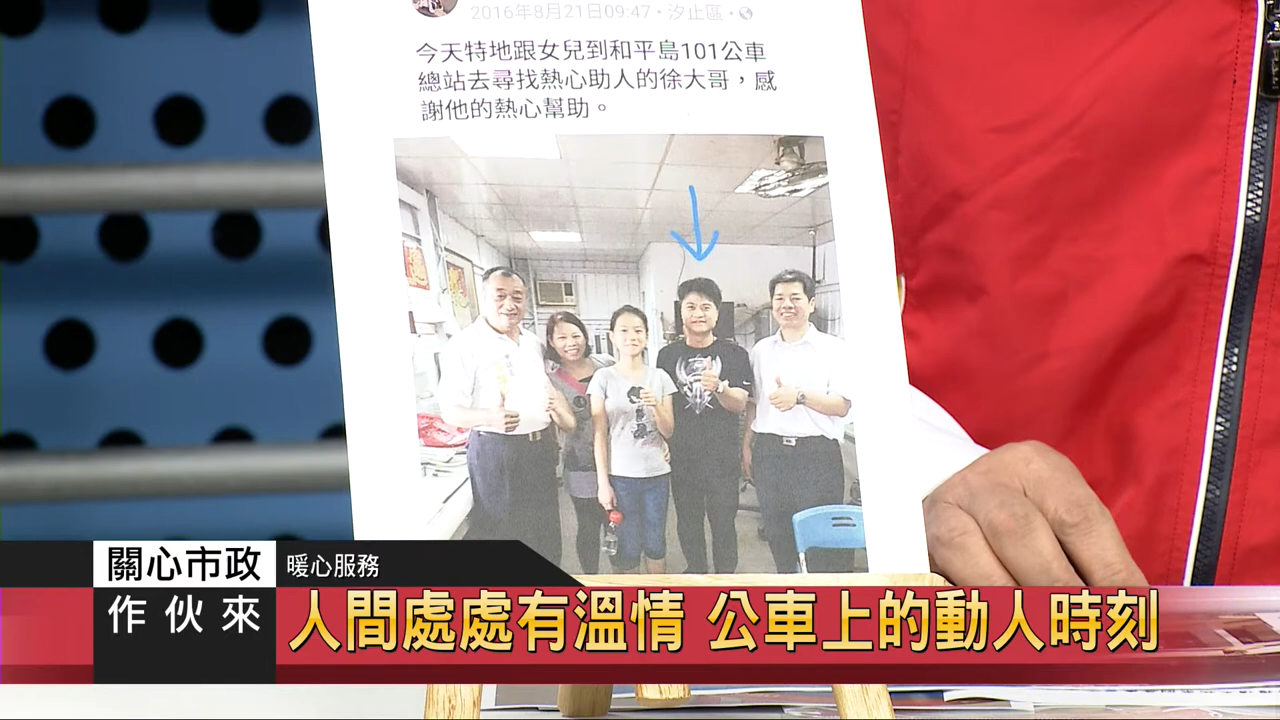 2016年8月21日09:47・汐止區・
今天特地跟女兒到和平島101公車
總站去尋找熱心助人的徐大哥，感
謝他的熱心幫助。
關心市政
作伙來
暖心服務
人間處處有溫情 公車上的動人時刻